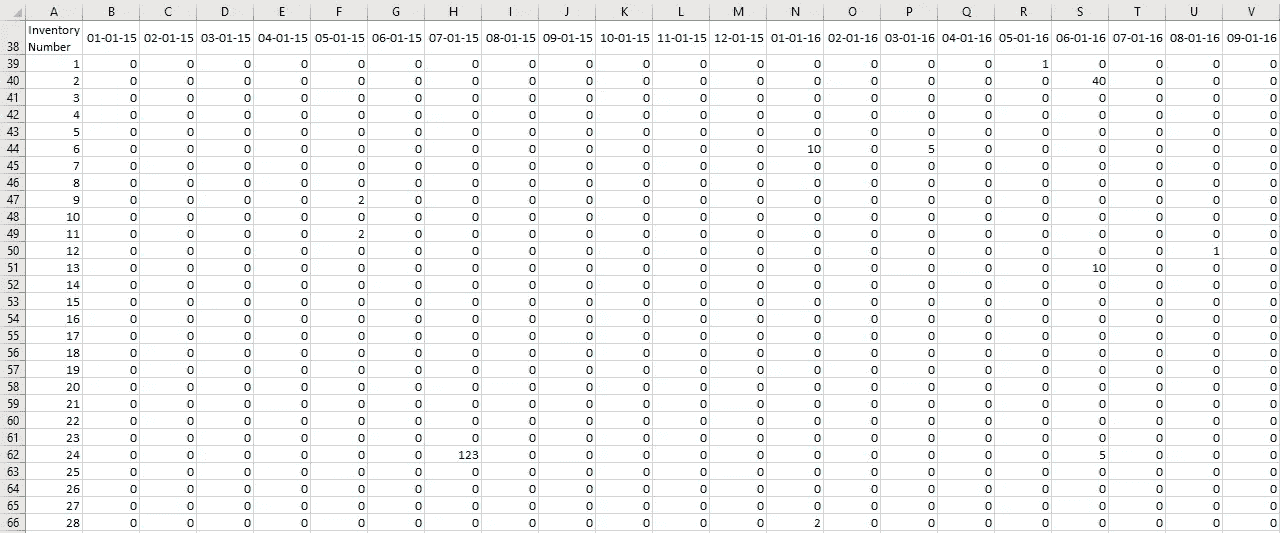 A B C D E F G H I J K L M N O P Q R S T U V
38 Inventory Number 01-01-15 02-01-15 03-01-15 04-01-15 05-01-15 06-01-15 07-01-15 08-01-15 09-01-15 10-01-15 11-01-15 12-01-15 01-01-16 02-01-16 03-01-16 04-01-16 05-01-16 06-01-16 07-01-16 08-01-16 09-01-16
39 1 0 0 0 0 0 0 0 0 0 0 0 0 0 0 0 0 1 0 0 0 0
40 2 0 0 0 0 0 0 0 0 0 0 0 0 0 0 0 0 0 40 0 0 0
41 3 0 0 0 0 0 0 0 0 0 0 0 0 0 0 0 0 0 0 0 0 0
42 4 0 0 0 0 0 0 0 0 0 0 0 0 0 0 0 0 0 0 0 0 0
43 5 0 0 0 0 0 0 0 0 0 0 0 0 0 0 0 0 0 0 0 0 0
44 6 0 0 0 0 0 0 0 0 0 0 0 0 10 0 5 0 0 0 0 0 0
45 7 0 0 0 0 0 0 0 0 0 0 0 0 0 0 0 0 0 0 0 0 0
46 8 0 0 0 0 0 0 0 0 0 0 0 0 0 0 0 0 0 0 0 0 0
47 9 0 0 0 0 2 0 0 0 0 0 0 0 0 0 0 0 0 0 0 0 0
48 10 0 0 0 0 0 0 0 0 0 0 0 0 0 0 0 0 0 0 0 0 0
49 11 0 0 0 0 2 0 0 0 0 0 0 0 0 0 0 0 0 0 0 0 0
50 12 0 0 0 0 0 0 0 0 0 0 0 0 0 0 0 0 0 0 0 1 0
51 13 0 0 0 0 0 0 0 0 0 0 0 0 0 0 0 0 0 10 0 0 0
52 14 0 0 0 0 0 0 0 0 0 0 0 0 0 0 0 0 0 0 0 0 0
53 15 0 0 0 0 0 0 0 0 0 0 0 0 0 0 0 0 0 0 0 0 0
54 16 0 0 0 0 0 0 0 0 0 0 0 0 0 0 0 0 0 0 0 0 0
55 17 0 0 0 0 0 0 0 0 0 0 0 0 0 0 0 0 0 0 0 0 0
56 18 0 0 0 0 0 0 0 0 0 0 0 0 0 0 0 0 0 0 0 0 0
57 19 0 0 0 0 0 0 0 0 0 0 0 0 0 0 0 0 0 0 0 0 0
58 20 0 0 0 0 0 0 0 0 0 0 0 0 0 0 0 0 0 0 0 0 0
59 21 0 0 0 0 0 0 0 0 0 0 0 0 0 0 0 0 0 0 0 0 0
60 22 0 0 0 0 0 0 0 0 0 0 0 0 0 0 0 0 0 0 0 0 0
61 23 0 0 0 0 0 0 0 0 0 0 0 0 0 0 0 0 0 0 0 0 0
62 24 0 0 0 0 0 0 123 0 0 0 0 0 0 0 0 0 0 5 0 0 0
63 25 0 0 0 0 0 0 0 0 0 0 0 0 0 0 0 0 0 0 0 0 0
64 26 0 0 0 0 0 0 0 0 0 0 0 0 0 0 0 0 0 0 0 0 0
65 27 0 0 0 0 0 0 0 0 0 0 0 0 0 0 0 0 0 0 0 0 0
66 28 0 0 0 0 0 0 0 0 0 0 0 0 2 0 0 0 0 0 0 0 0